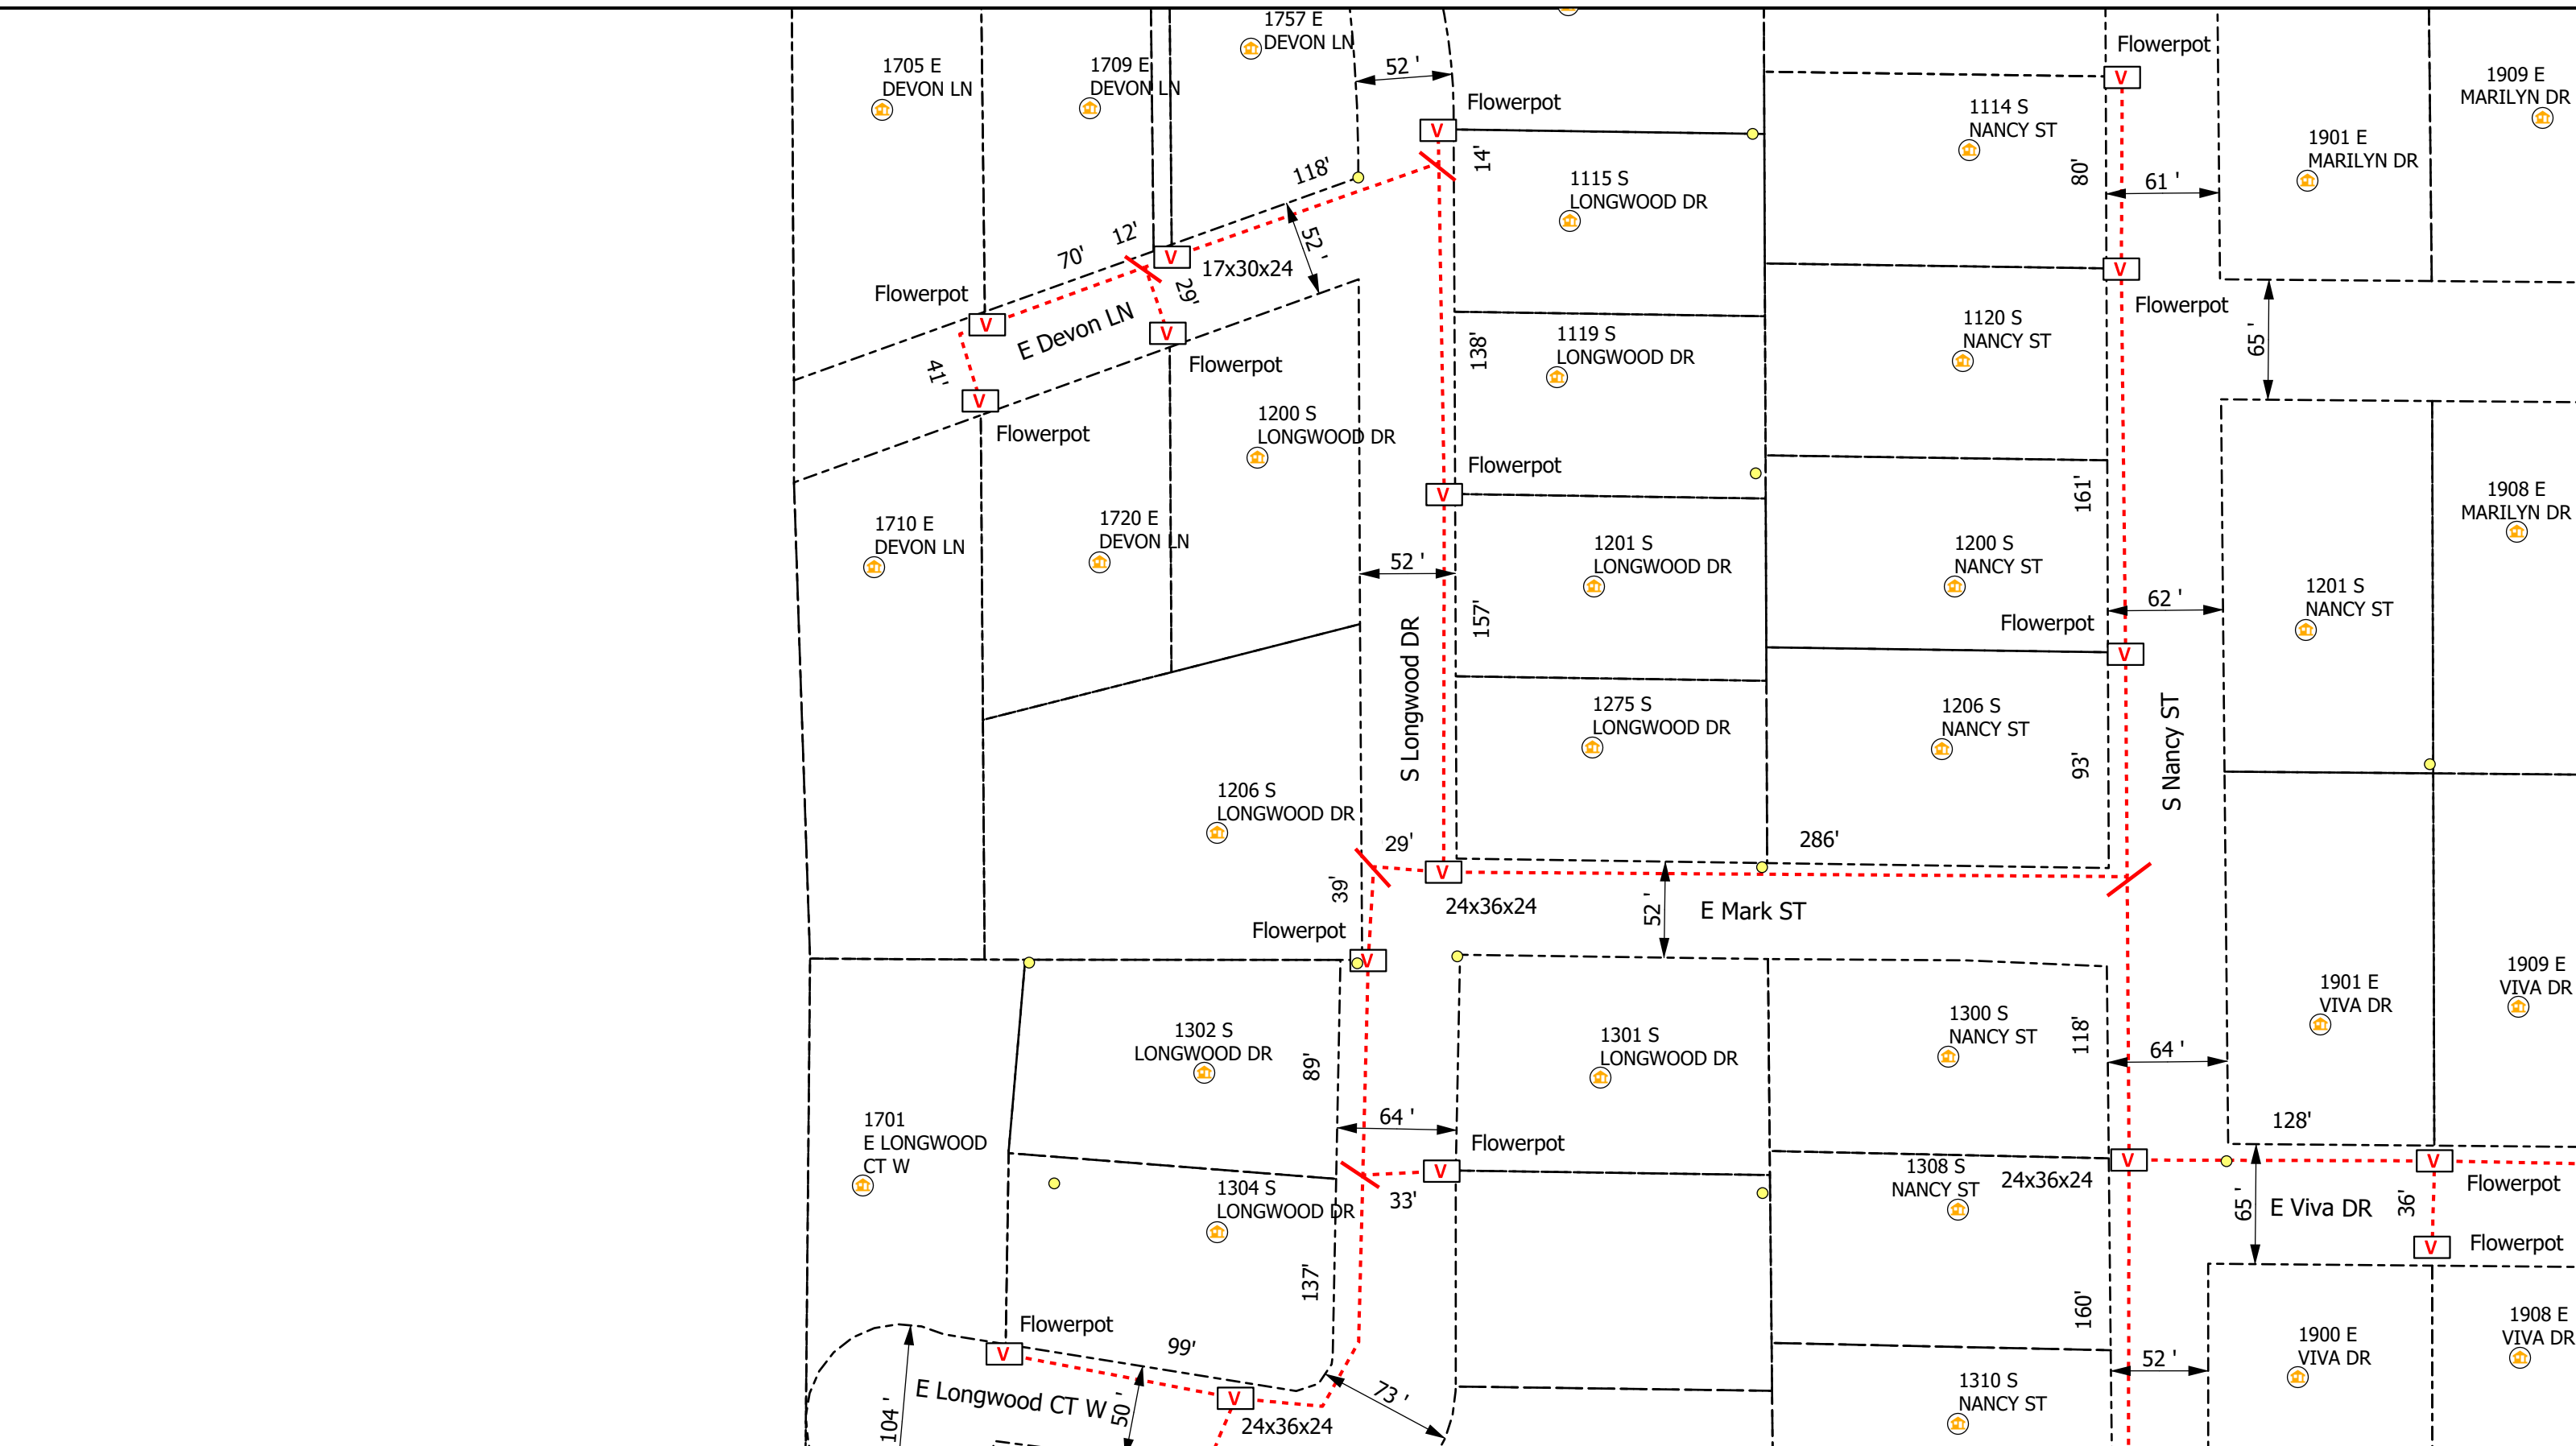 1757 E
DEVON LN
1705 E
DEVON LN
1709 E
DEVON LN
52 '
Flowerpot
V
Flowerpot
V
1909 E
MARILYN DR
1114 S
NANCY ST
1901 E
MARILYN DR
118'
14'
1115 S
LONGWOOD DR
80'
61 '
12'
70'
V
17x30x24
52 '
29'
V
Flowerpot
Flowerpot
V
E Devon LN
V
Flowerpot
41'
V
Flowerpot
1119 S
LONGWOOD DR
138'
1120 S
NANCY ST
65 '
1200 S
LONGWOOD DR
Flowerpot
V
161'
1908 E
MARILYN DR
1710 E
DEVON LN
1720 E
DEVON LN
52 '
1201 S
LONGWOOD DR
1200 S
NANCY ST
62 '
1201 S
NANCY ST
157'
Flowerpot
V
S Longwood DR
1275 S
LONGWOOD DR
1206 S
NANCY ST
93'
S Nancy ST
1206 S
LONGWOOD DR
29'
286'
V
39'
24x36x24
52 '
E Mark ST
Flowerpot
V
1901 E
VIVA DR
1909 E
VIVA DR
1302 S
LONGWOOD DR
89'
1301 S
LONGWOOD DR
1300 S
NANCY ST
118'
64 '
1701
E LONGWOOD
CT W
64 '
Flowerpot
V
128'
1304 S
LONGWOOD DR
33'
1308 S
NANCY ST
24x36x24
V
V
Flowerpot
65 '
E Viva DR
36'
V
Flowerpot
137'
160'
Flowerpot
V
99'
1900 E
VIVA DR
1908 E
VIVA DR
52 '
E Longwood CT W
104 '
50 '
V
24x36x24
73 '
1310 S
NANCY ST